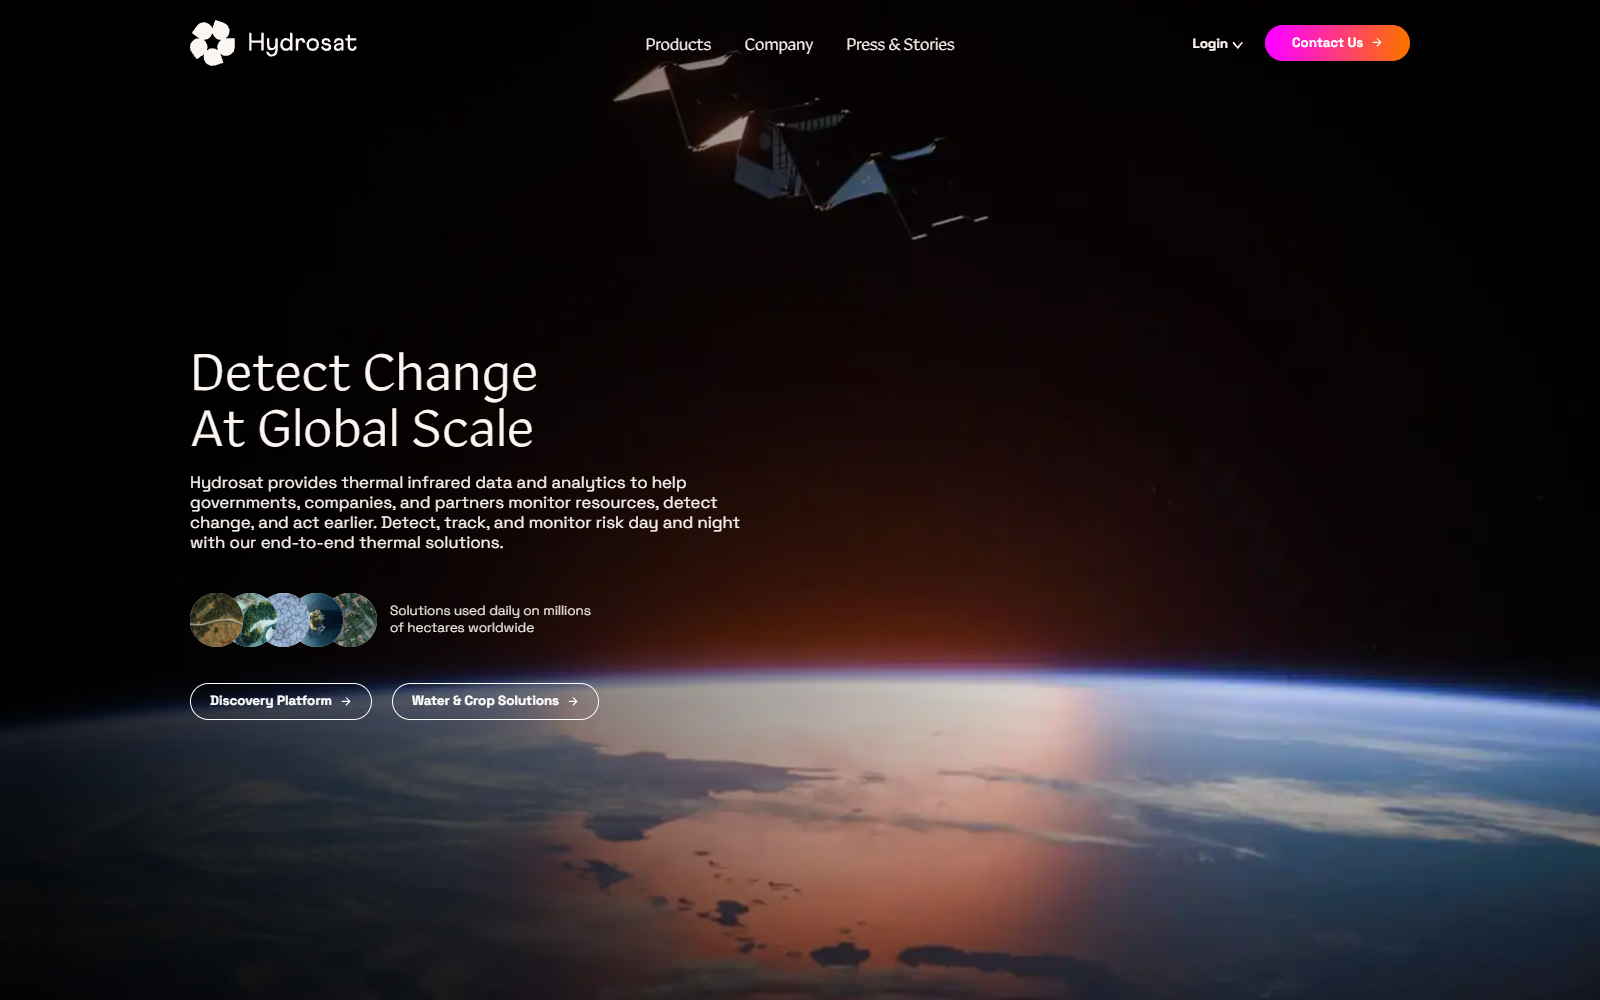 Hydrosat
Products
Company
Press & Stories
Login
Contact Us →
Detect Change
At Global Scale
Hydrosat provides thermal infrared data and analytics to help
governments, companies, and partners monitor resources, detect
change, and act earlier. Detect, track, and monitor risk day and night
with our end-to-end thermal solutions.
Solutions used daily on millions
of hectares worldwide
Discovery Platform →
Water & Crop Solutions →